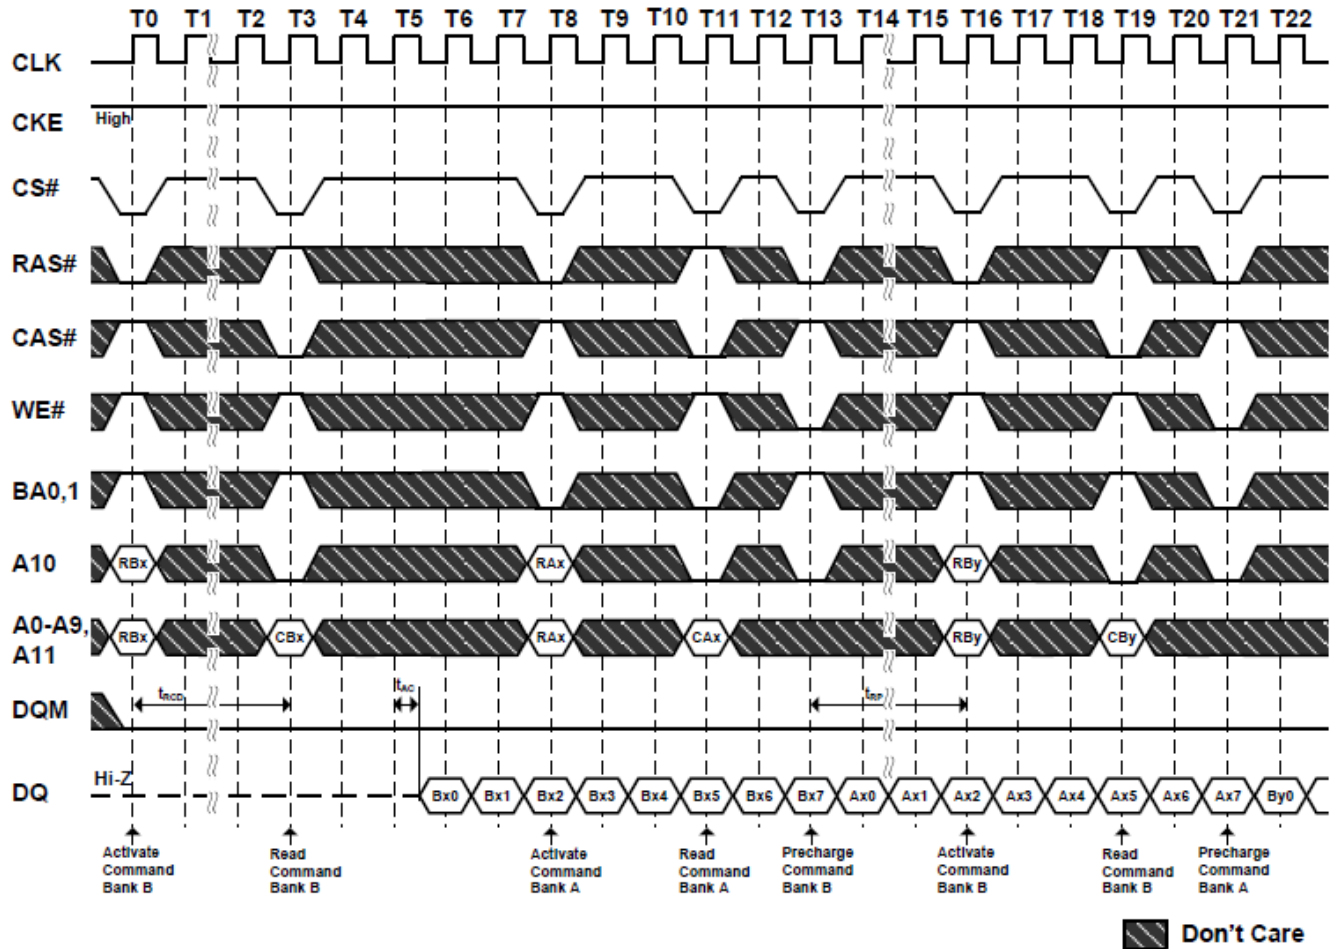 T0 T1 T2 T3 T4 T5 T6 T7 T8 T9 T10 T11 T12 T13 T14 T15 T16 T17 T18 T19 T20 T21 T22
CLK
CKE High
CS#
RAS#
CAS#
WE#
BA0,1
A10 RBx RAx RBy
A0-A9, A11 RBx CBx RAx CAx RBy CBy
tRCD tAC tRP
DQM
Hi-Z
DQ Bx0 Bx1 Bx2 Bx3 Bx4 Bx5 Bx6 Bx7 Ax0 Ax1 Ax2 Ax3 Ax4 Ax5 Ax6 Ax7 By0
Activate
Command
Bank B
Read
Command
Bank B
Activate
Command
Bank A
Read
Command
Bank A
Precharge
Command
Bank B
Activate
Command
Bank B
Read
Command
Bank B
Precharge
Command
Bank A
Don't Care